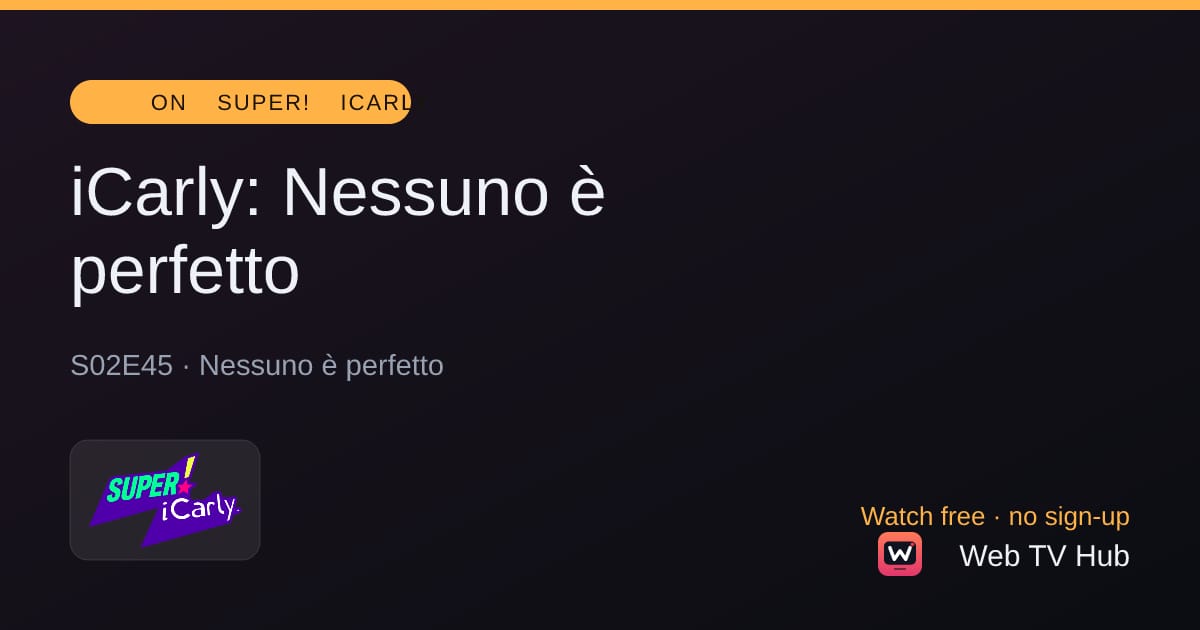 ON SUPER! ICARL
iCarly: Nessuno è
perfetto
S02E45 · Nessuno è perfetto
SUPER!
iCarly
Watch free · no sign-up
W
Web TV Hub